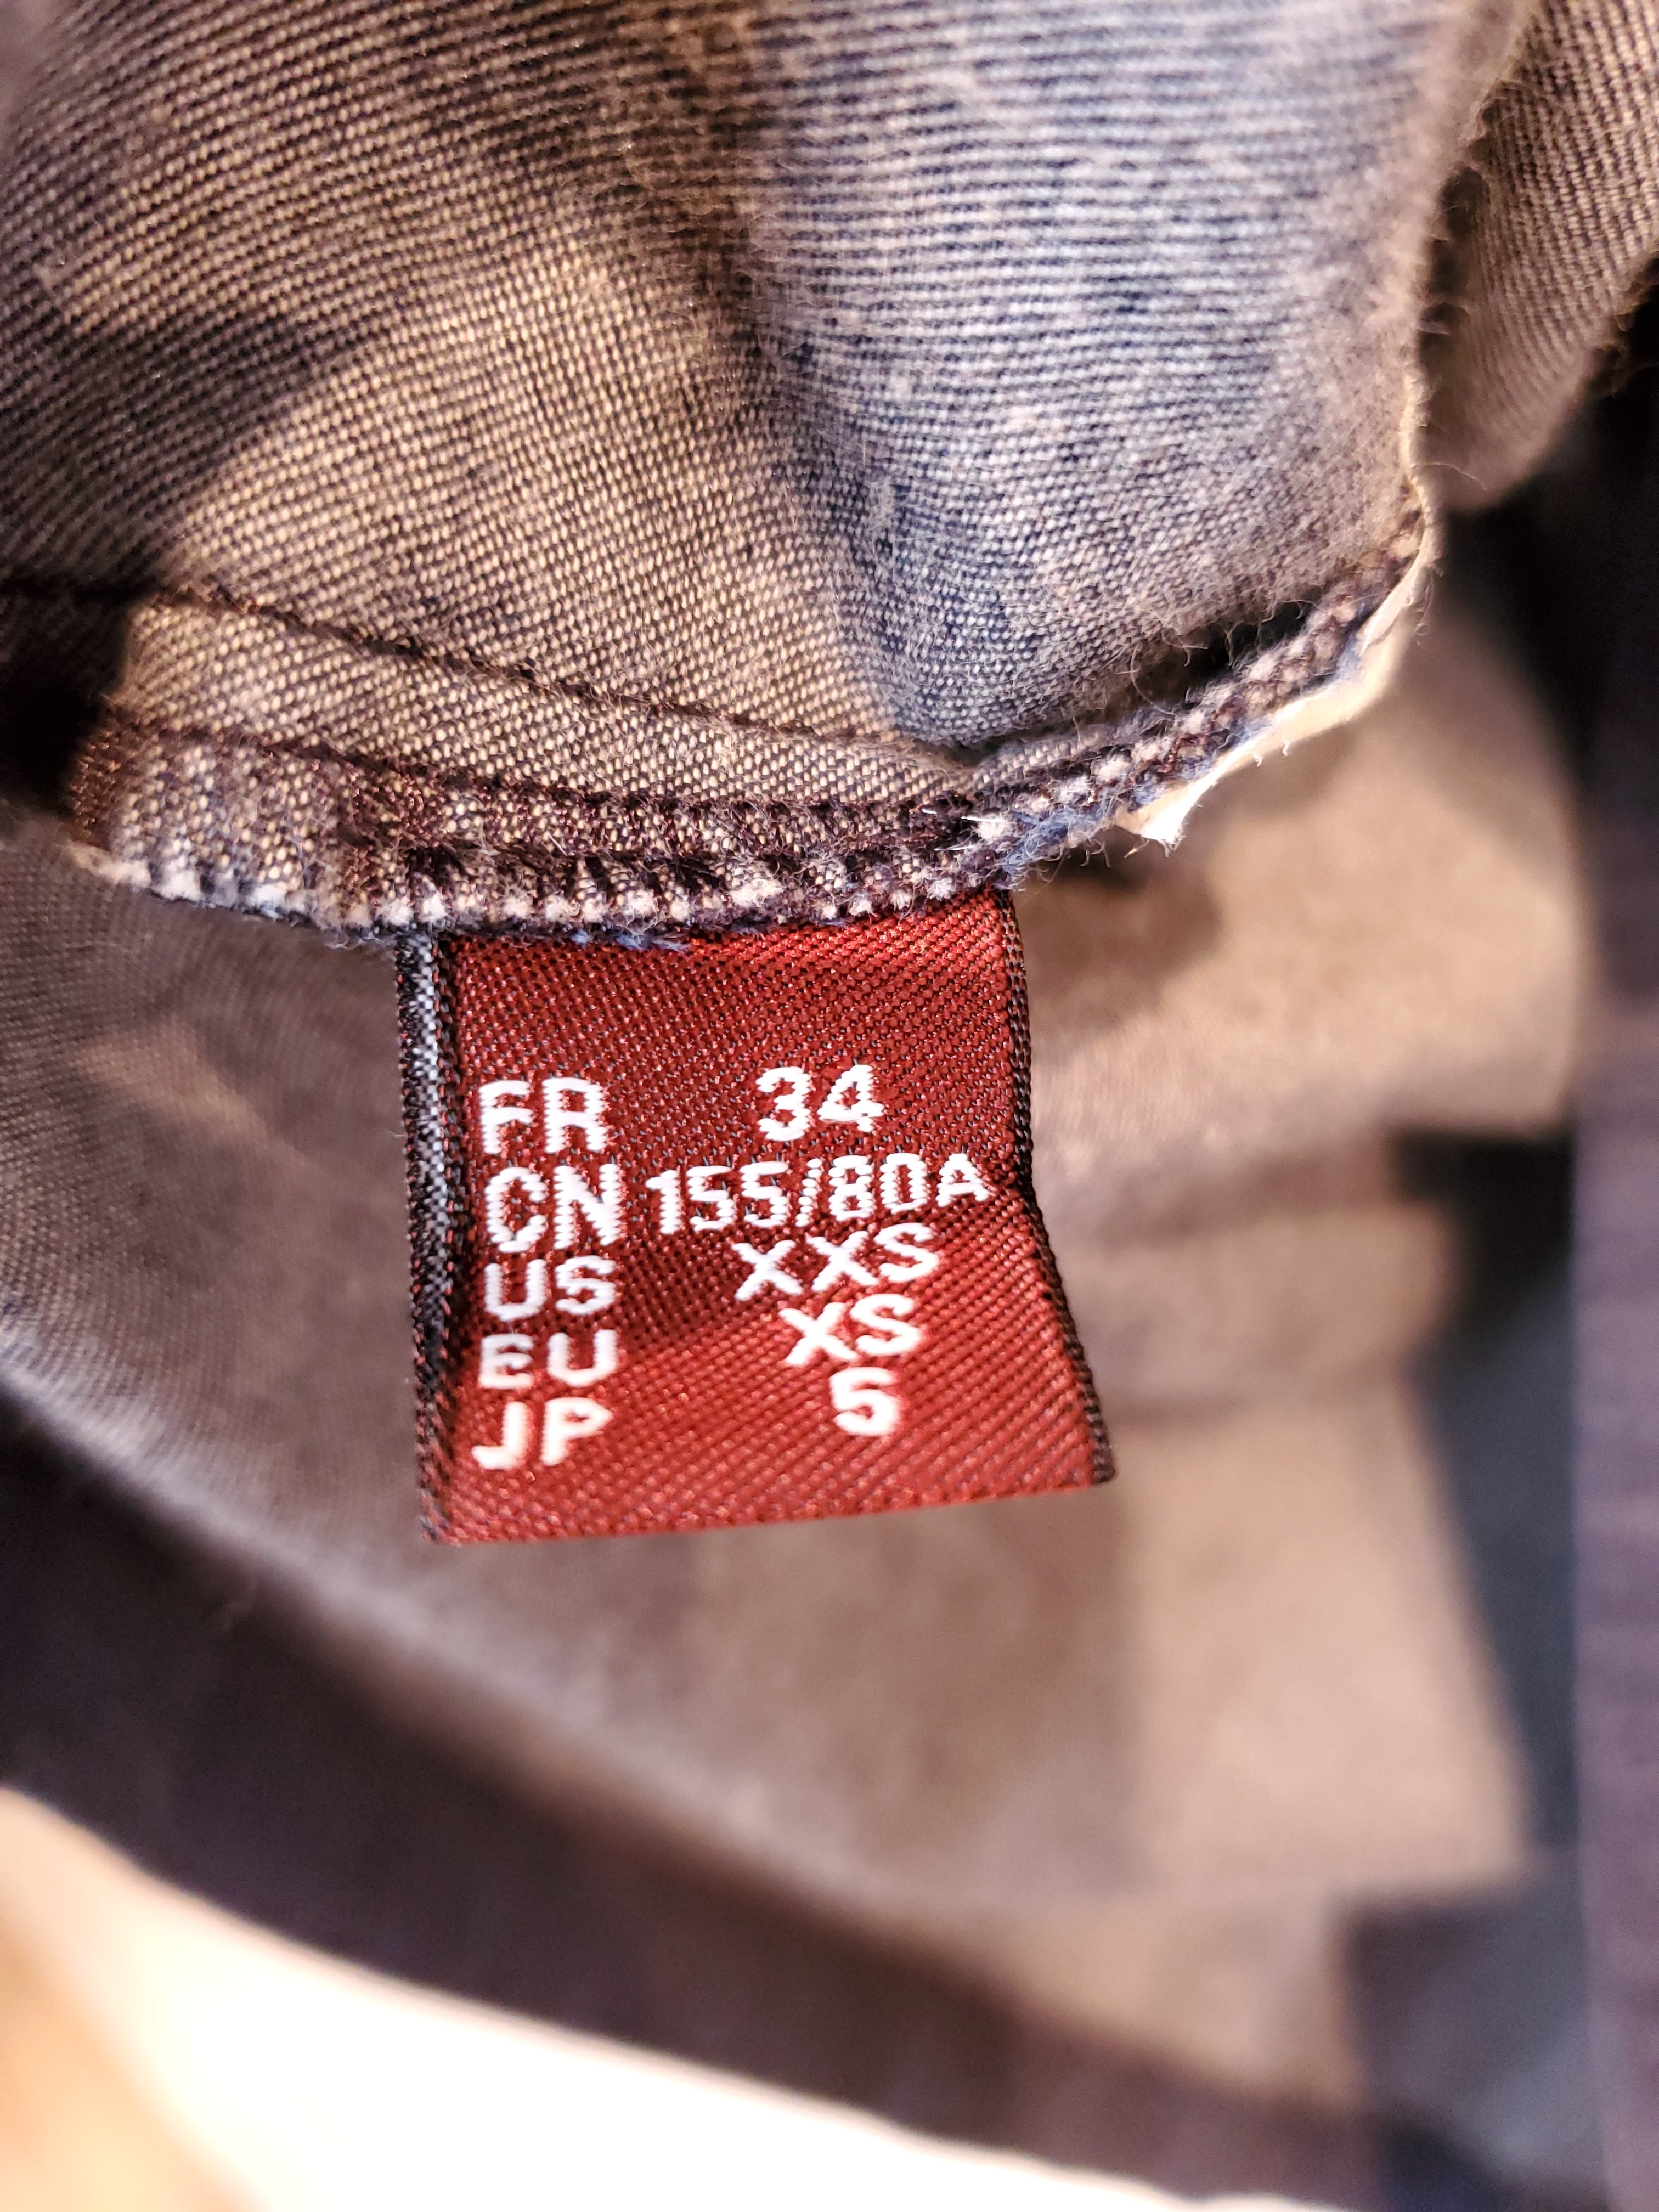 FR 34
CN 155/80A
US XXS
EU XS
JP 5